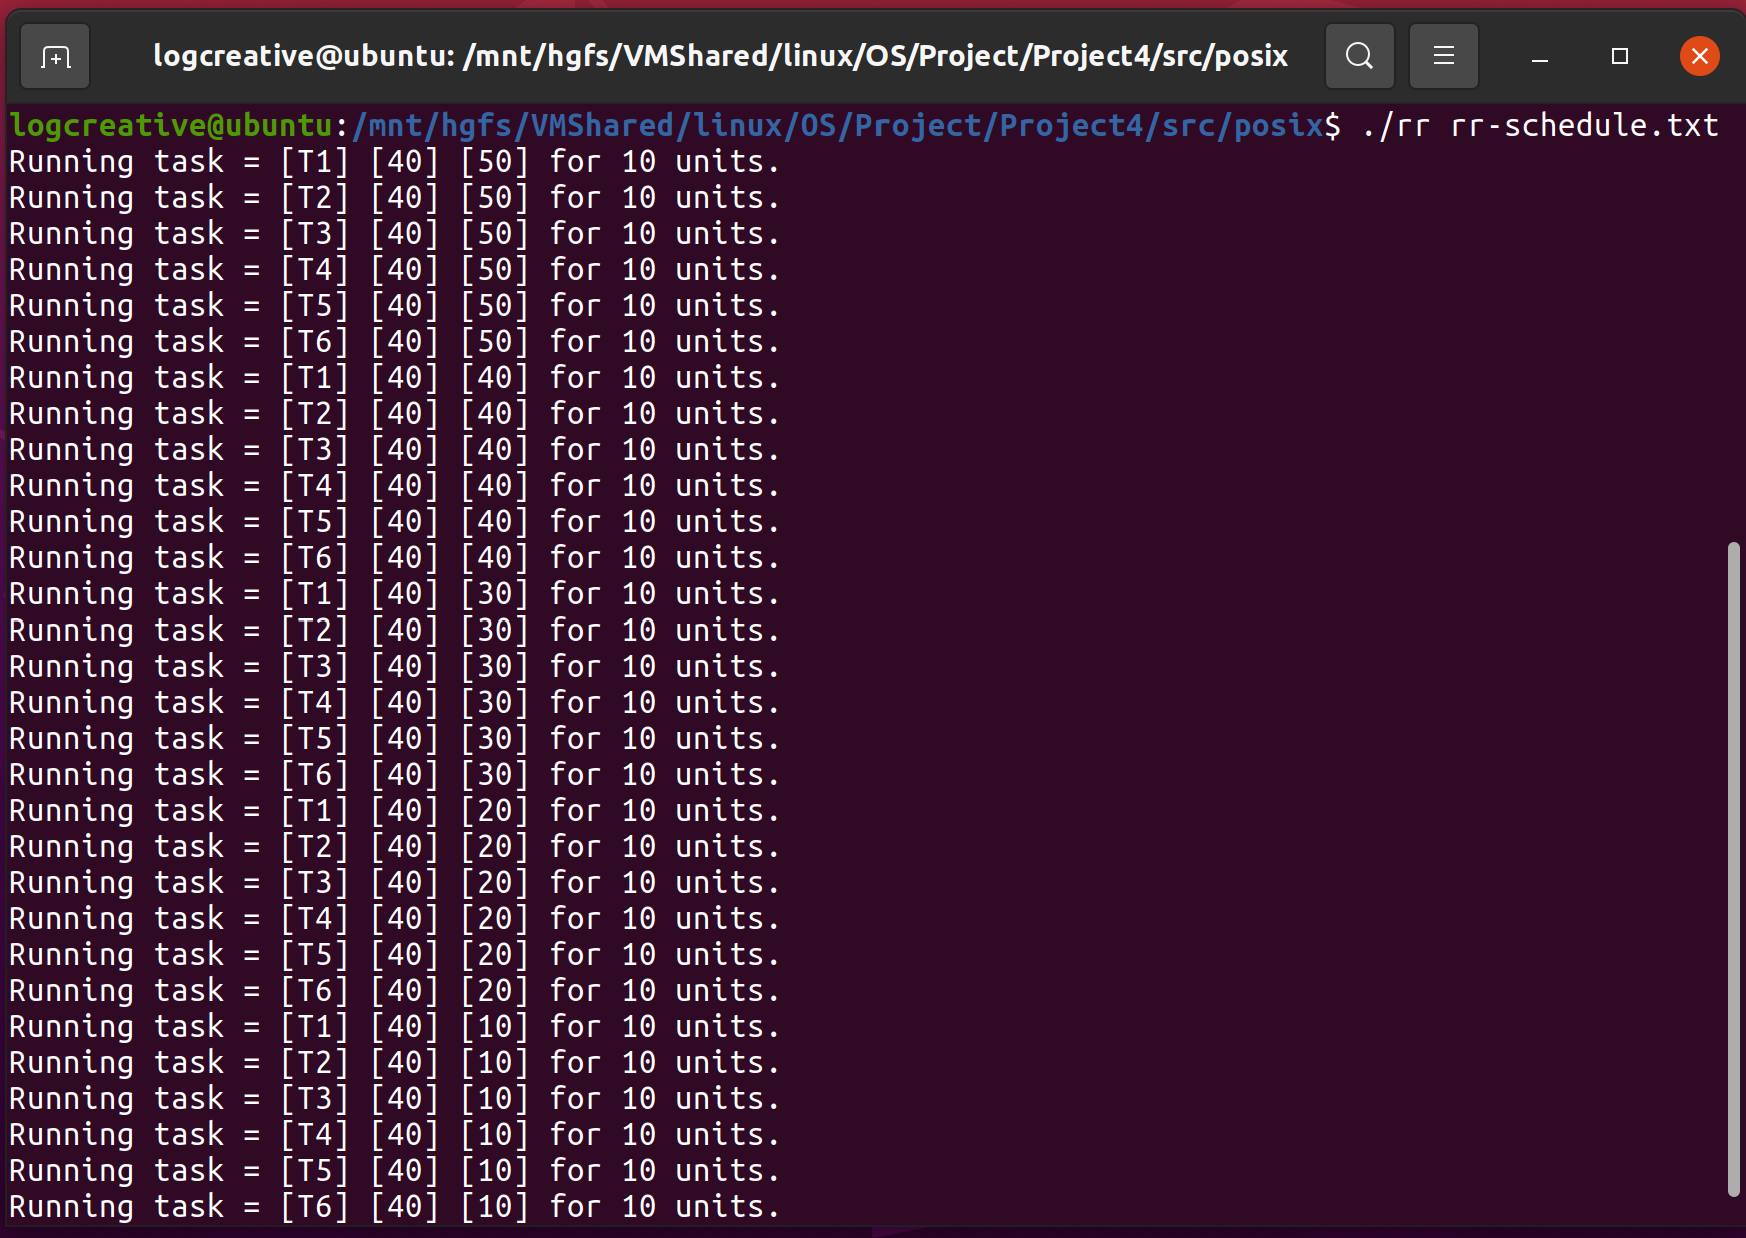 logcreative@ubuntu: /mnt/hgfs/VMShared/linux/OS/Project/Project4/src/posix
logcreative@ubuntu:/mnt/hgfs/VMShared/linux/OS/Project/Project4/src/posix$ ./rr rr-schedule.txt
Running task = [T1] [40] [50] for 10 units.
Running task = [T2] [40] [50] for 10 units.
Running task = [T3] [40] [50] for 10 units.
Running task = [T4] [40] [50] for 10 units.
Running task = [T5] [40] [50] for 10 units.
Running task = [T6] [40] [50] for 10 units.
Running task = [T1] [40] [40] for 10 units.
Running task = [T2] [40] [40] for 10 units.
Running task = [T3] [40] [40] for 10 units.
Running task = [T4] [40] [40] for 10 units.
Running task = [T5] [40] [40] for 10 units.
Running task = [T6] [40] [40] for 10 units.
Running task = [T1] [40] [30] for 10 units.
Running task = [T2] [40] [30] for 10 units.
Running task = [T3] [40] [30] for 10 units.
Running task = [T4] [40] [30] for 10 units.
Running task = [T5] [40] [30] for 10 units.
Running task = [T6] [40] [30] for 10 units.
Running task = [T1] [40] [20] for 10 units.
Running task = [T2] [40] [20] for 10 units.
Running task = [T3] [40] [20] for 10 units.
Running task = [T4] [40] [20] for 10 units.
Running task = [T5] [40] [20] for 10 units.
Running task = [T6] [40] [20] for 10 units.
Running task = [T1] [40] [10] for 10 units.
Running task = [T2] [40] [10] for 10 units.
Running task = [T3] [40] [10] for 10 units.
Running task = [T4] [40] [10] for 10 units.
Running task = [T5] [40] [10] for 10 units.
Running task = [T6] [40] [10] for 10 units.